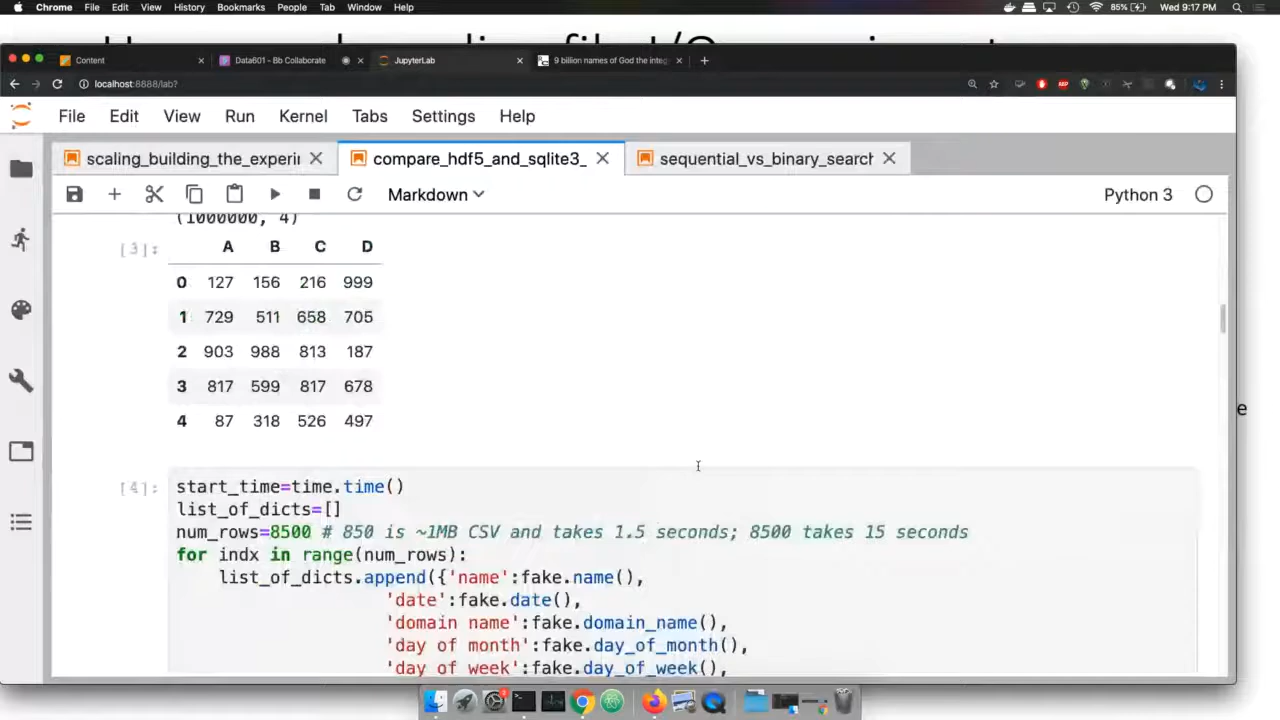 Chrome File Edit View History Bookmarks People Tab Window Help 85% Wed 9:17 PM
Content Data601 - Bb Collaborate JupyterLab 9 billion names of God the inte
localhost:8888/lab?
File Edit View Run Kernel Tabs Settings Help
scaling_building_the_experi compare_hdf5_and_sqlite3_ sequential_vs_binary_search
Markdown Python 3
(1000000, 4)
[3]: A B C D
0 127 156 216 999
1 729 511 658 705
2 903 988 813 187
3 817 599 817 678
4 87 318 526 497
e
[4]: start_time=time.time()
list_of_dicts=[]
num_rows=8500 # 850 is ~1MB CSV and takes 1.5 seconds; 8500 takes 15 seconds
for indx in range(num_rows):
list_of_dicts.append({'name':fake.name(),
'date':fake.date(),
'domain name':fake.domain_name(),
'day of month':fake.day_of_month(),
'day of week':fake.day_of_week(),